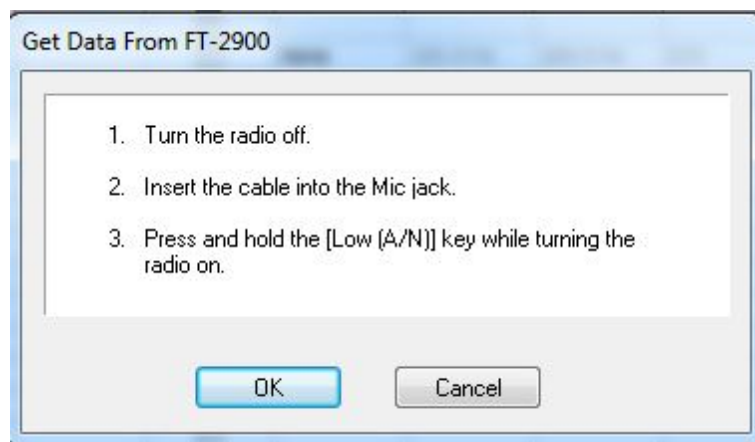 Get Data From FT-2900
1. Turn the radio off.
2. Insert the cable into the Mic jack.
3. Press and hold the [Low (A/N)] key while turning the
radio on.
OK Cancel